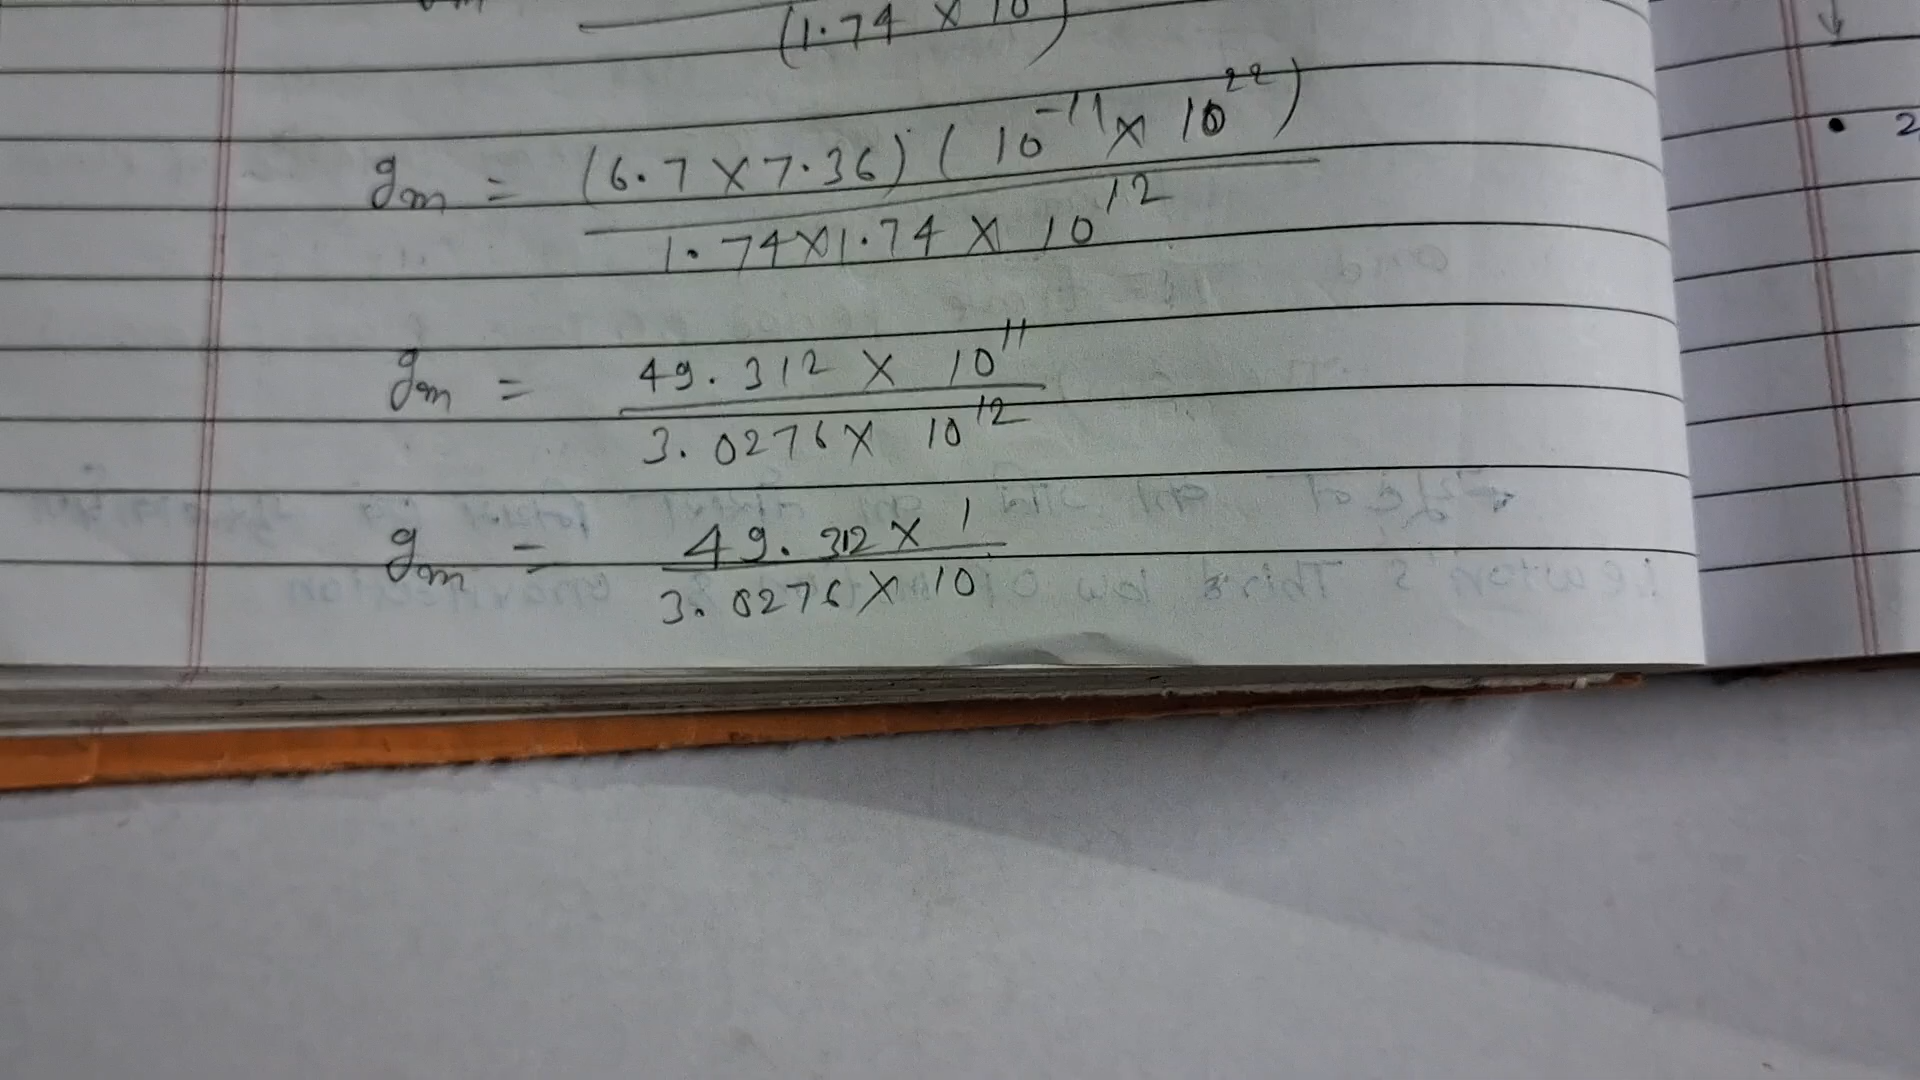 (1.74 × 10)
gm = (6.7 × 7.36) (10⁻¹¹ × 10²²)
1.74 × 1.74 × 10¹²
gm = 49.312 × 10¹¹
3.0276 × 10¹²
gm = 49.312 × 1
3.0276 × 10
• 2